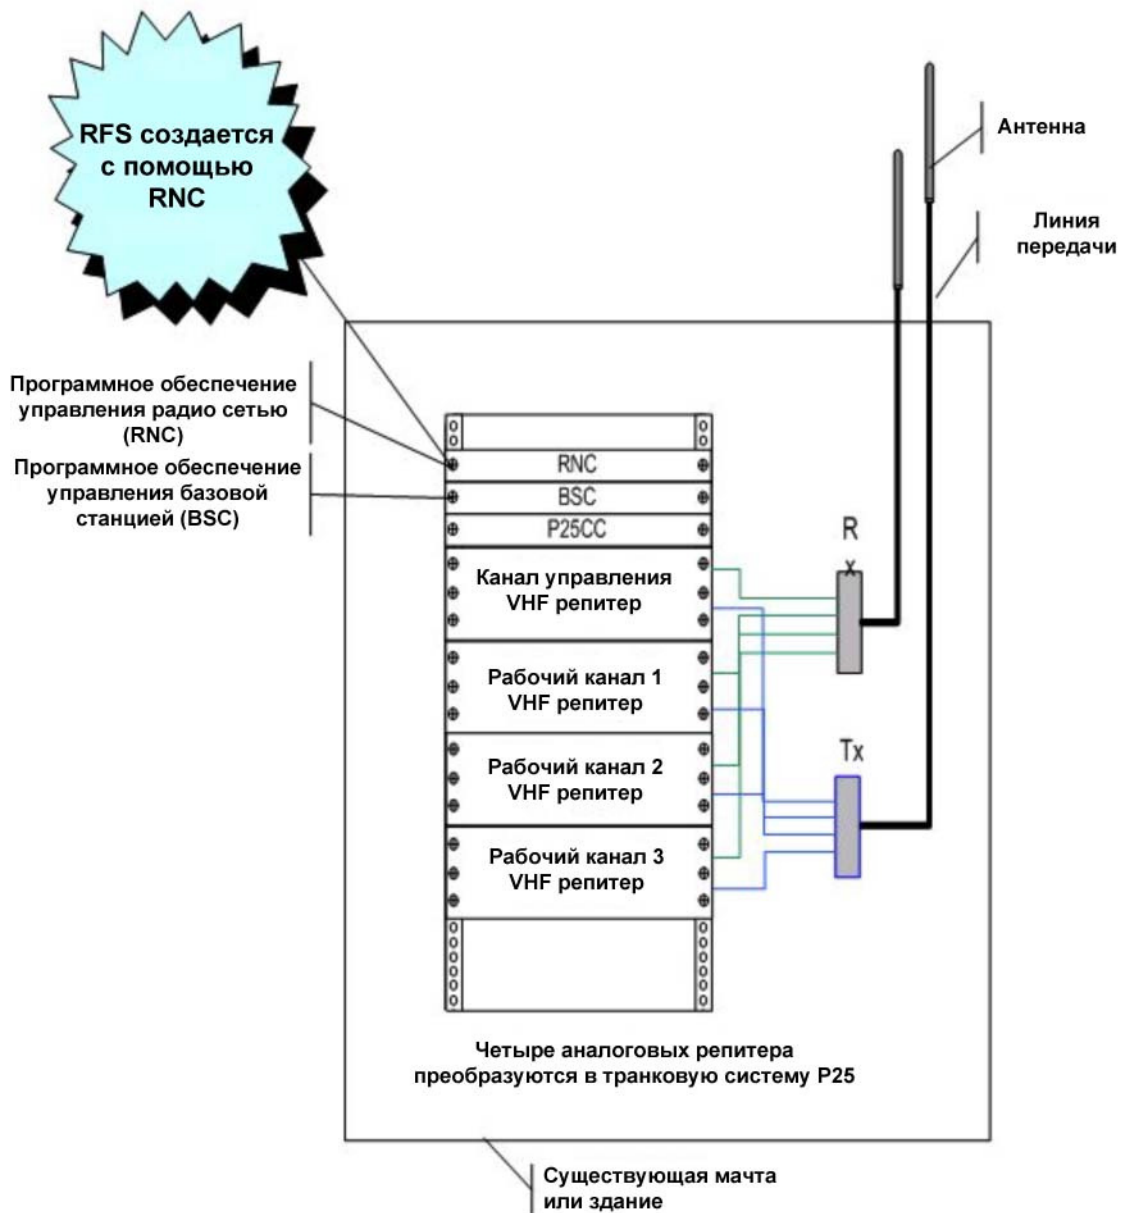 RFS создается
с помощью
RNC
Антенна
Линия
передачи
Программное обеспечение
управления радио сетью
(RNC)
Программное обеспечение
управления базовой
станцией (BSC)
RNC
BSC
P25CC
Канал управления
VHF репитер
Рабочий канал 1
VHF репитер
Рабочий канал 2
VHF репитер
Рабочий канал 3
VHF репитер
R
x
Tx
Четыре аналоговых репитера
преобразуются в транковую систему P25
Существующая мачта
или здание